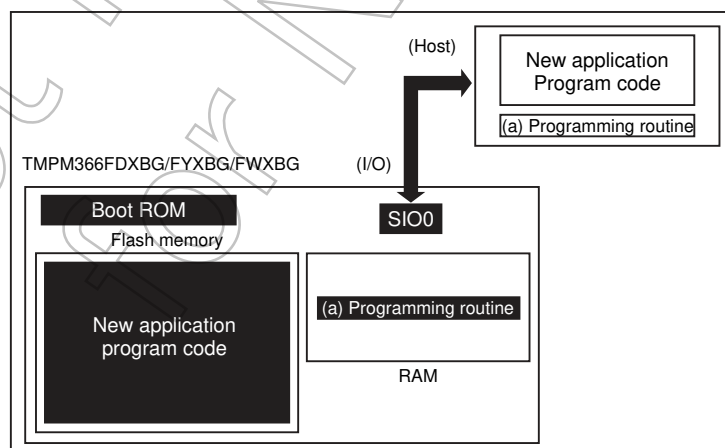 (Host)
New application
Program code
(a) Programming routine
TMPM366FDXBG/FYXBG/FWXBG
(I/O)
Boot ROM
SIO0
Flash memory
New application
program code
(a) Programming routine
RAM